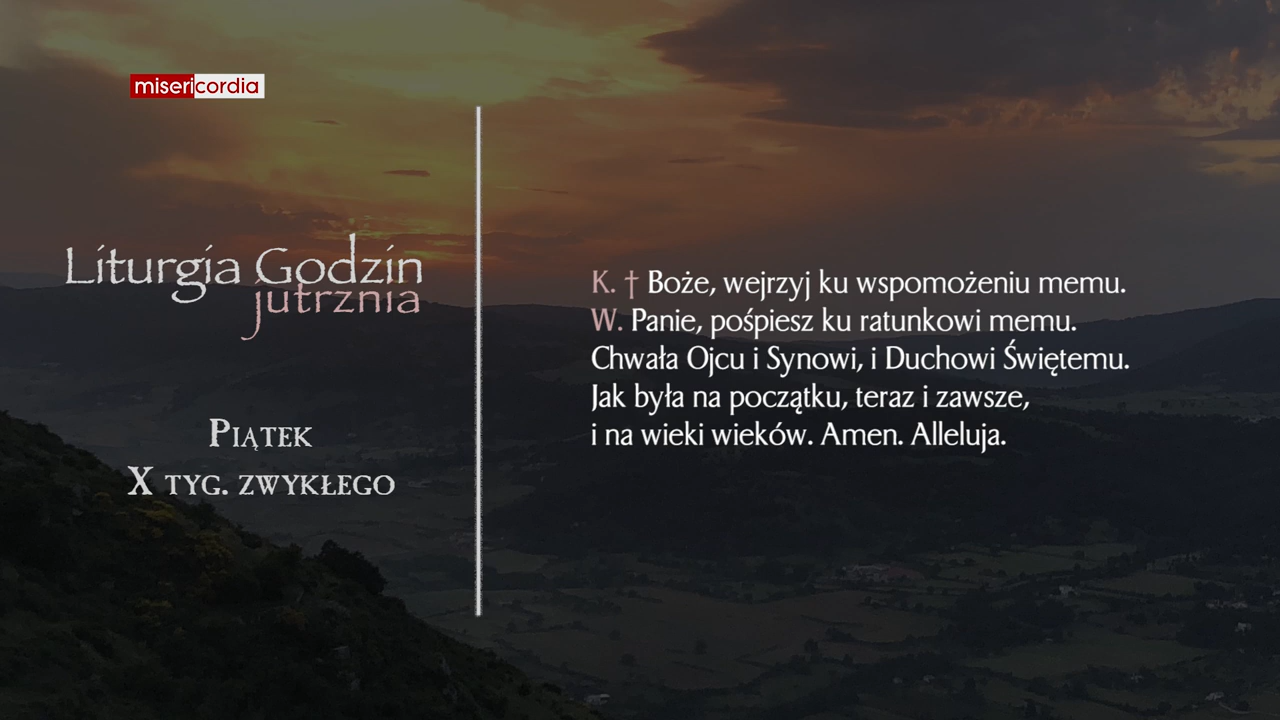 misericordia
Liturgia Godzin
jutrznia
Piątek
X tyg. zwykłego
K. † Boże, wejrzyj ku wspomożeniu memu.
W. Panie, pośpiesz ku ratunkowi memu.
Chwała Ojcu i Synowi, i Duchowi Świętemu.
Jak była na początku, teraz i zawsze,
i na wieki wieków. Amen. Alleluja.